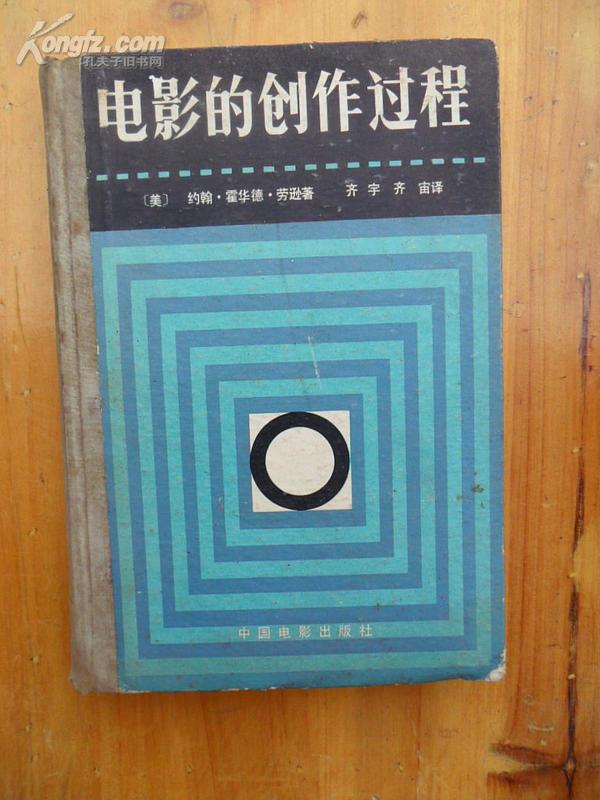 Kongfz.com
孔夫子旧书网
电影的创作过程
〔美〕 约翰·霍华德·劳逊著 齐宇 齐宙译
中国电影出版社